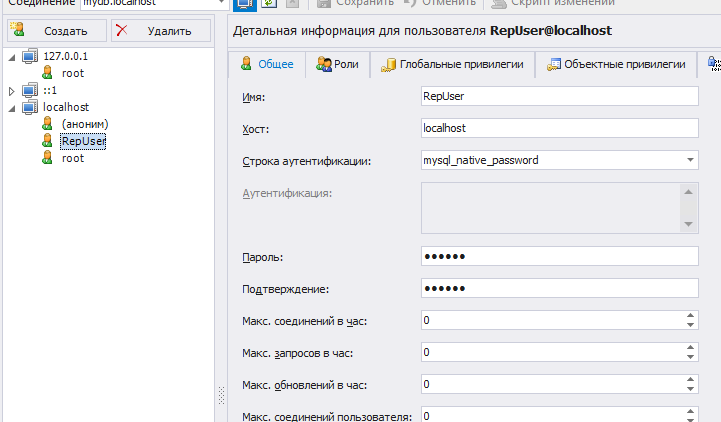 Соединение mydb.localhost Сохранить Отменить Скрипт изменений
Создать Удалить
127.0.0.1
root
::1
localhost
(аноним)
RepUser
root
Детальная информация для пользователя RepUser@localhost
Общее Роли Глобальные привилегии Объектные привилегии
Имя: RepUser
Хост: localhost
Строка аутентификации: mysql_native_password
Аутентификация:
Пароль: ●●●●●●
Подтверждение: ●●●●●●
Макс. соединений в час: 0
Макс. запросов в час: 0
Макс. обновлений в час: 0
Макс. соединений пользователя: 0